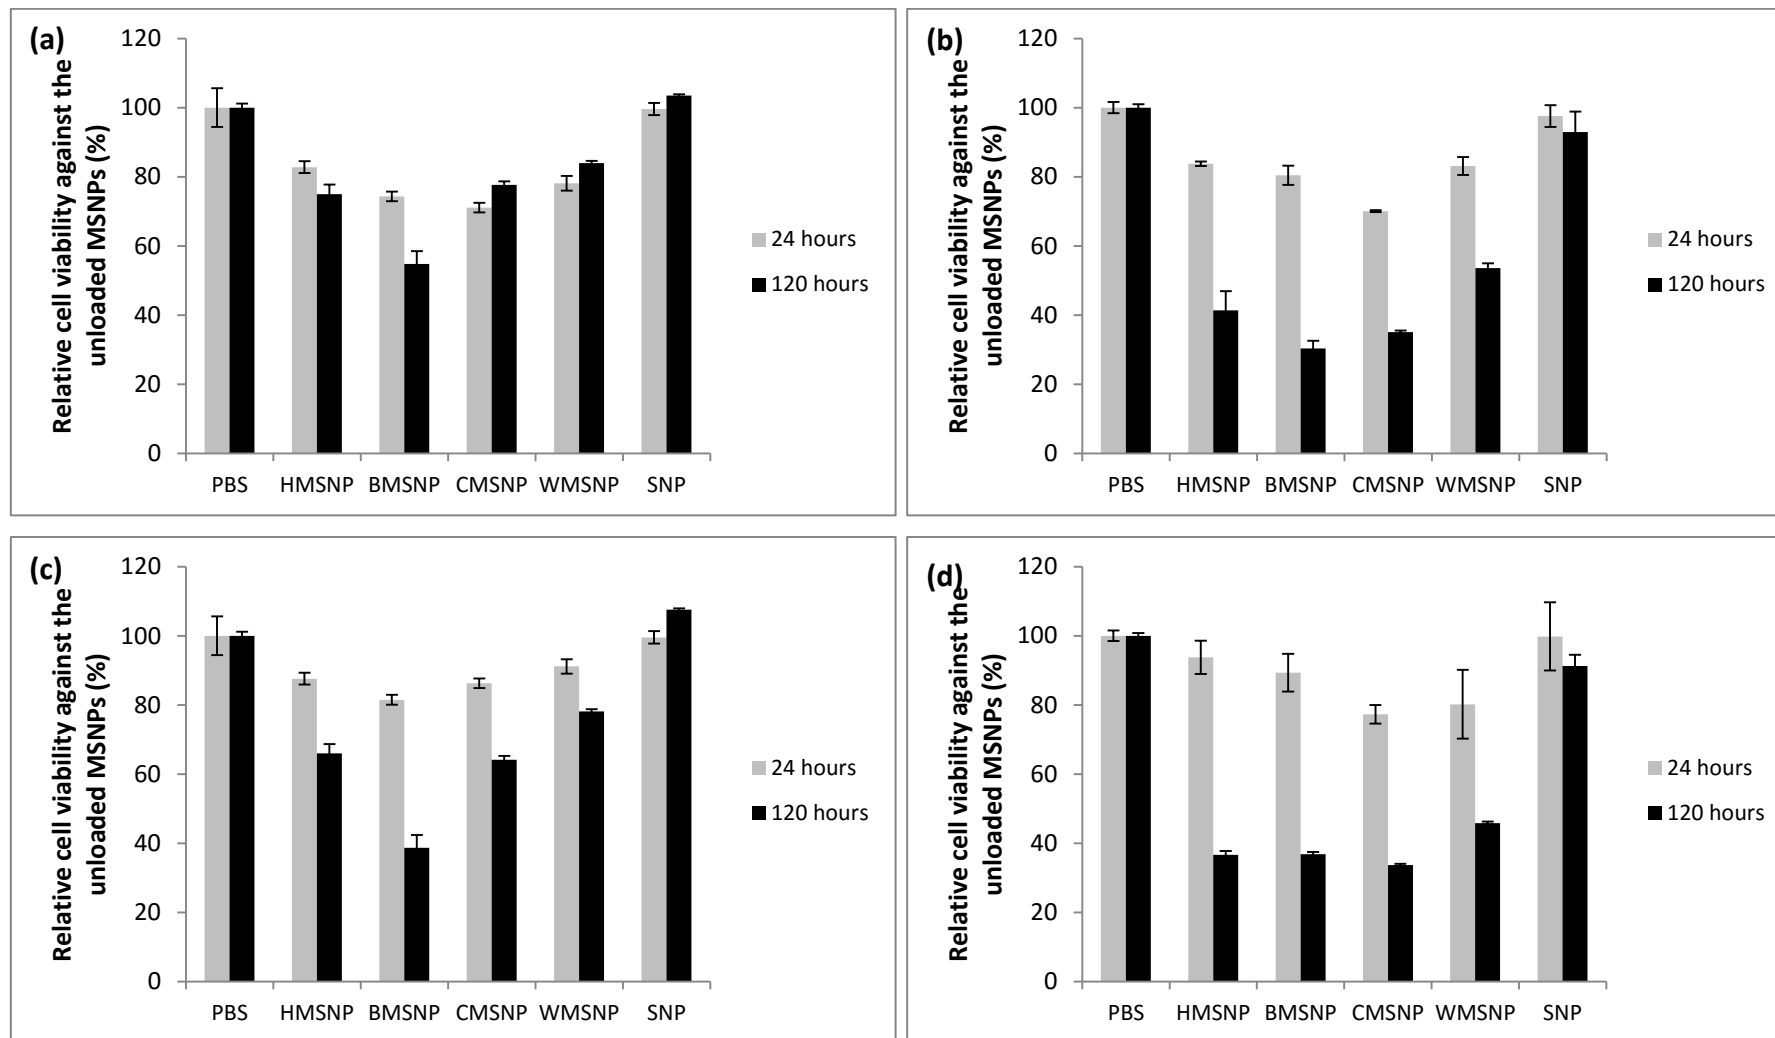 (a)
Relative cell viability against the
unloaded MSNPs (%)
120
100
80
60
40
20
0
PBS HMSNP BMSNP CMSNP WMSNP SNP
24 hours
120 hours
(b)
Relative cell viability against the
unloaded MSNPs (%)
120
100
80
60
40
20
0
PBS HMSNP BMSNP CMSNP WMSNP SNP
24 hours
120 hours
(c)
Relative cell viability against the
unloaded MSNPs (%)
120
100
80
60
40
20
0
PBS HMSNP BMSNP CMSNP WMSNP SNP
24 hours
120 hours
(d)
Relative cell viability against the
unloaded MSNPs (%)
120
100
80
60
40
20
0
PBS HMSNP BMSNP CMSNP WMSNP SNP
24 hours
120 hours